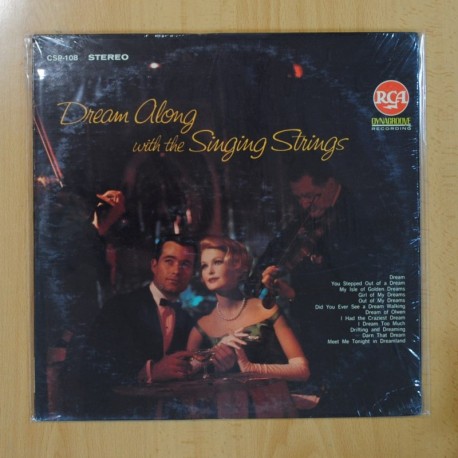 CSP-108 STEREO
Dream Along
with the Singing Strings
RCA
DYNAGROOVE
RECORDING
Dream
You Stepped Out of a Dream
My Isle of Golden Dreams
Girl of My Dreams
Out of My Dreams
Did You Ever See a Dream Walking
Dream of Olwen
I Had the Craziest Dream
I Dream Too Much
Drifting and Dreaming
Darn That Dream
Meet Me Tonight in Dreamland